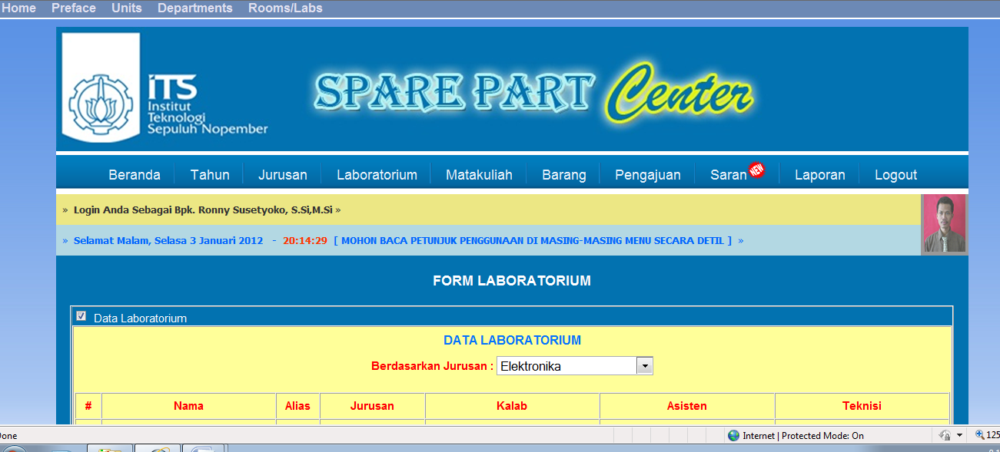 Home Preface Units Departments Rooms/Labs
iTS
Institut
Teknologi
Sepuluh Nopember
SPARE PART Center
Beranda Tahun Jurusan Laboratorium Matakuliah Barang Pengajuan Saran NEW Laporan Logout
» Login Anda Sebagai Bpk. Ronny Susetyoko, S.Si,M.Si »
» Selamat Malam, Selasa 3 Januari 2012 - 20:14:29 [ MOHON BACA PETUNJUK PENGGUNAAN DI MASING-MASING MENU SECARA DETIL ] »
FORM LABORATORIUM
Data Laboratorium
DATA LABORATORIUM
Berdasarkan Jurusan : Elektronika
# Nama Alias Jurusan Kalab Asisten Teknisi
one Internet | Protected Mode: On 125